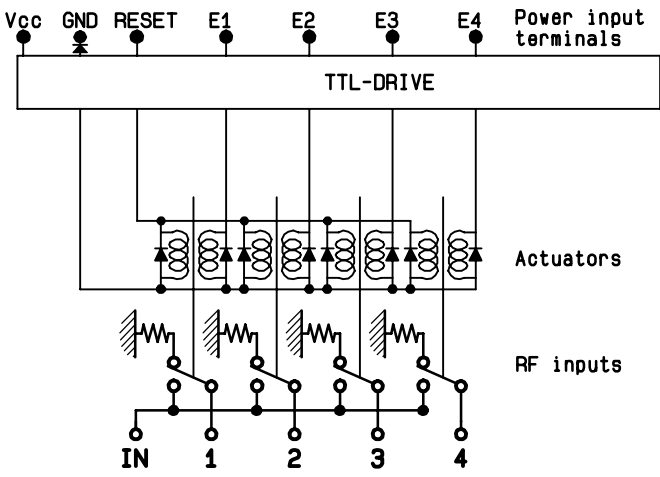 Vcc GND RESET E1 E2 E3 E4 Power input
terminals
TTL-DRIVE
Actuators
RF inputs
IN 1 2 3 4